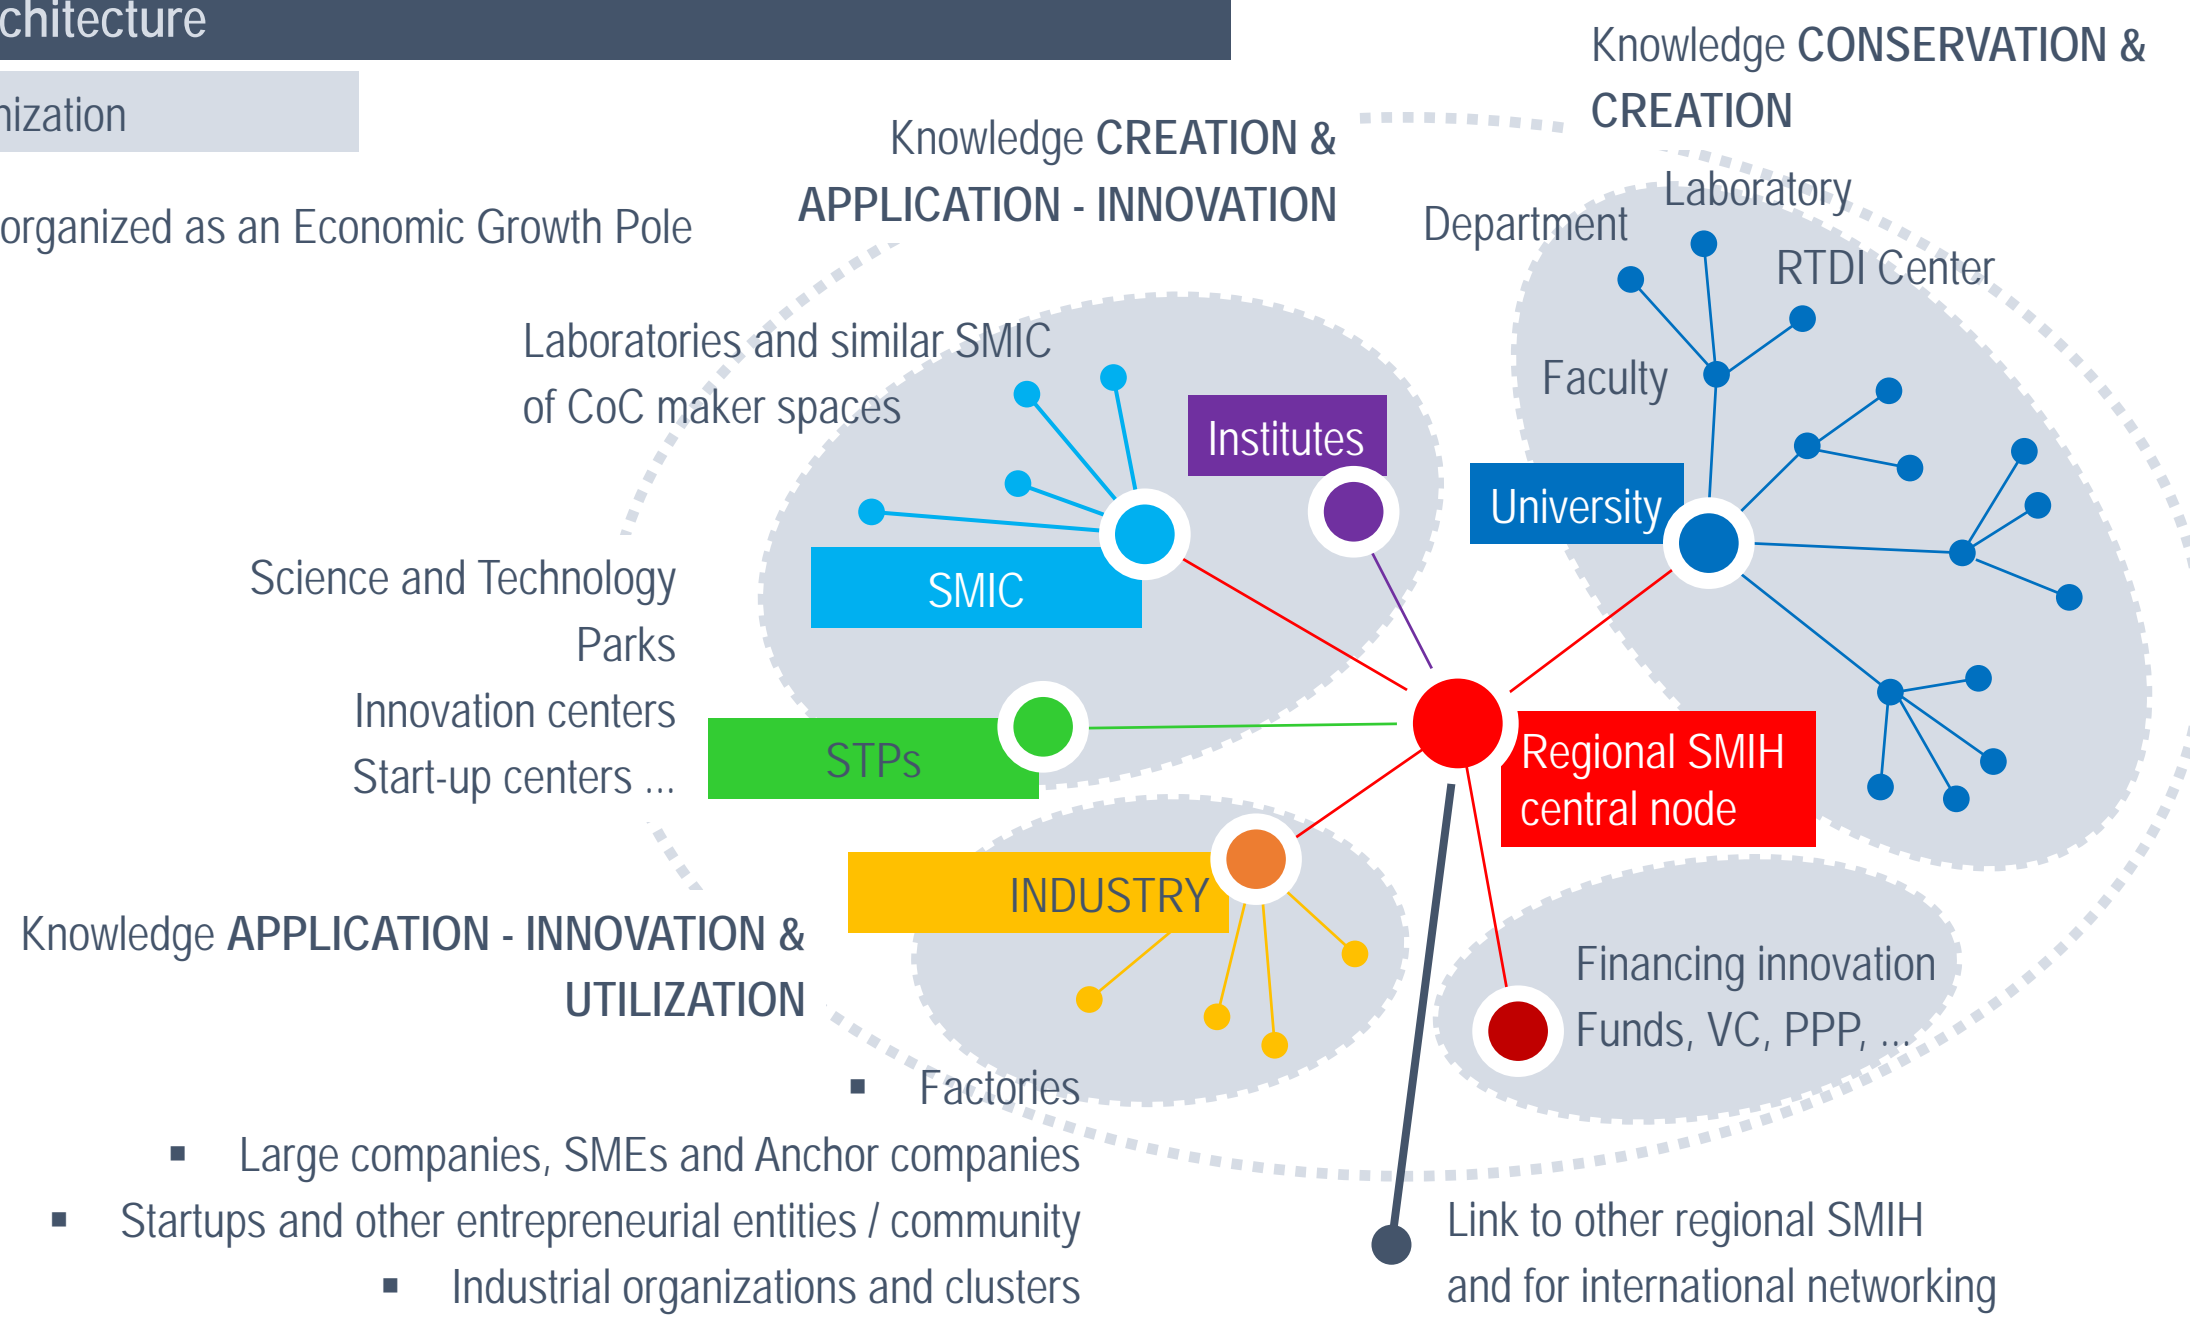 chitecture
nization
organized as an Economic Growth Pole
Knowledge CREATION &
APPLICATION - INNOVATION
Knowledge CONSERVATION &
CREATION
Laboratory
Department
RTDI Center
Faculty
University
Laboratories and similar SMIC
of CoC maker spaces
Institutes
SMIC
Science and Technology
Parks
Innovation centers
Start-up centers ...
STPs
Regional SMIH
central node
INDUSTRY
Knowledge APPLICATION - INNOVATION &
UTILIZATION
Financing innovation
Funds, VC, PPP, ...
▪ Factories
▪ Large companies, SMEs and Anchor companies
▪ Startups and other entrepreneurial entities / community
▪ Industrial organizations and clusters
Link to other regional SMIH
and for international networking